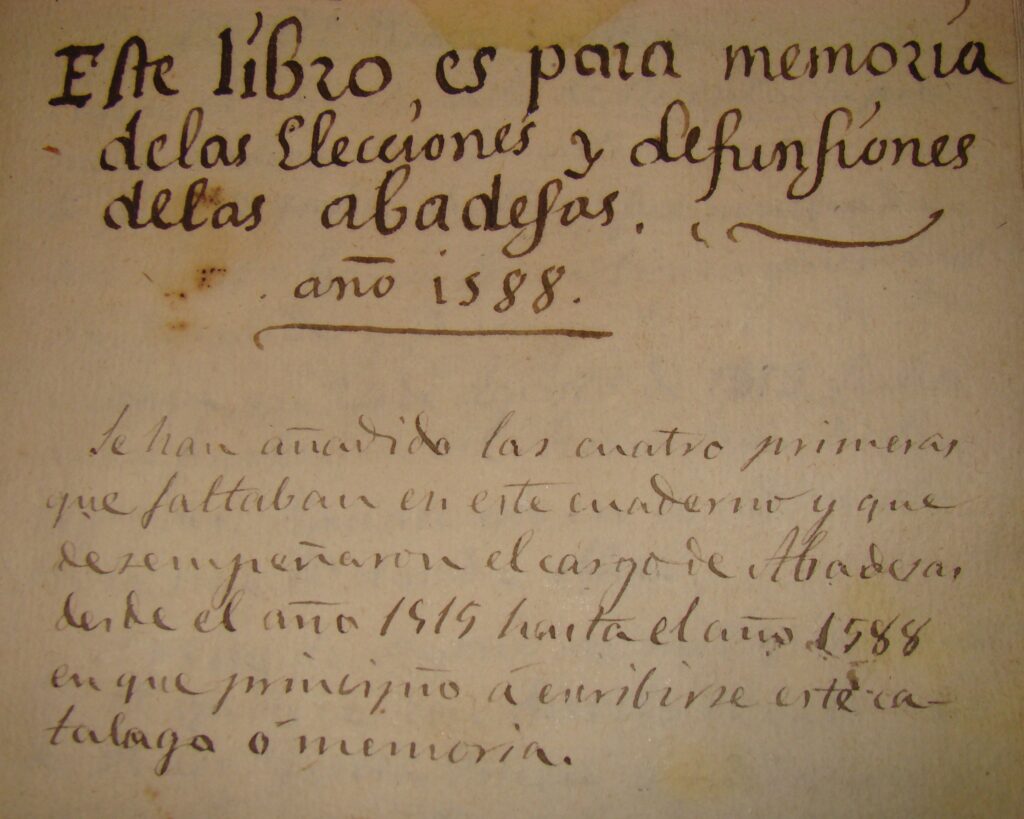 Este libro, es para memoria
delas Elecciones y defunsiones
delas abadesas.
año 1588.
Se han añadido las cuatro primeras
que faltaban en este cuaderno y que
desempeñaron el cargo de Abadesas
desde el año 1515 hasta el año 1588
en que principio á escribirse este ca-
talago ó memoria.